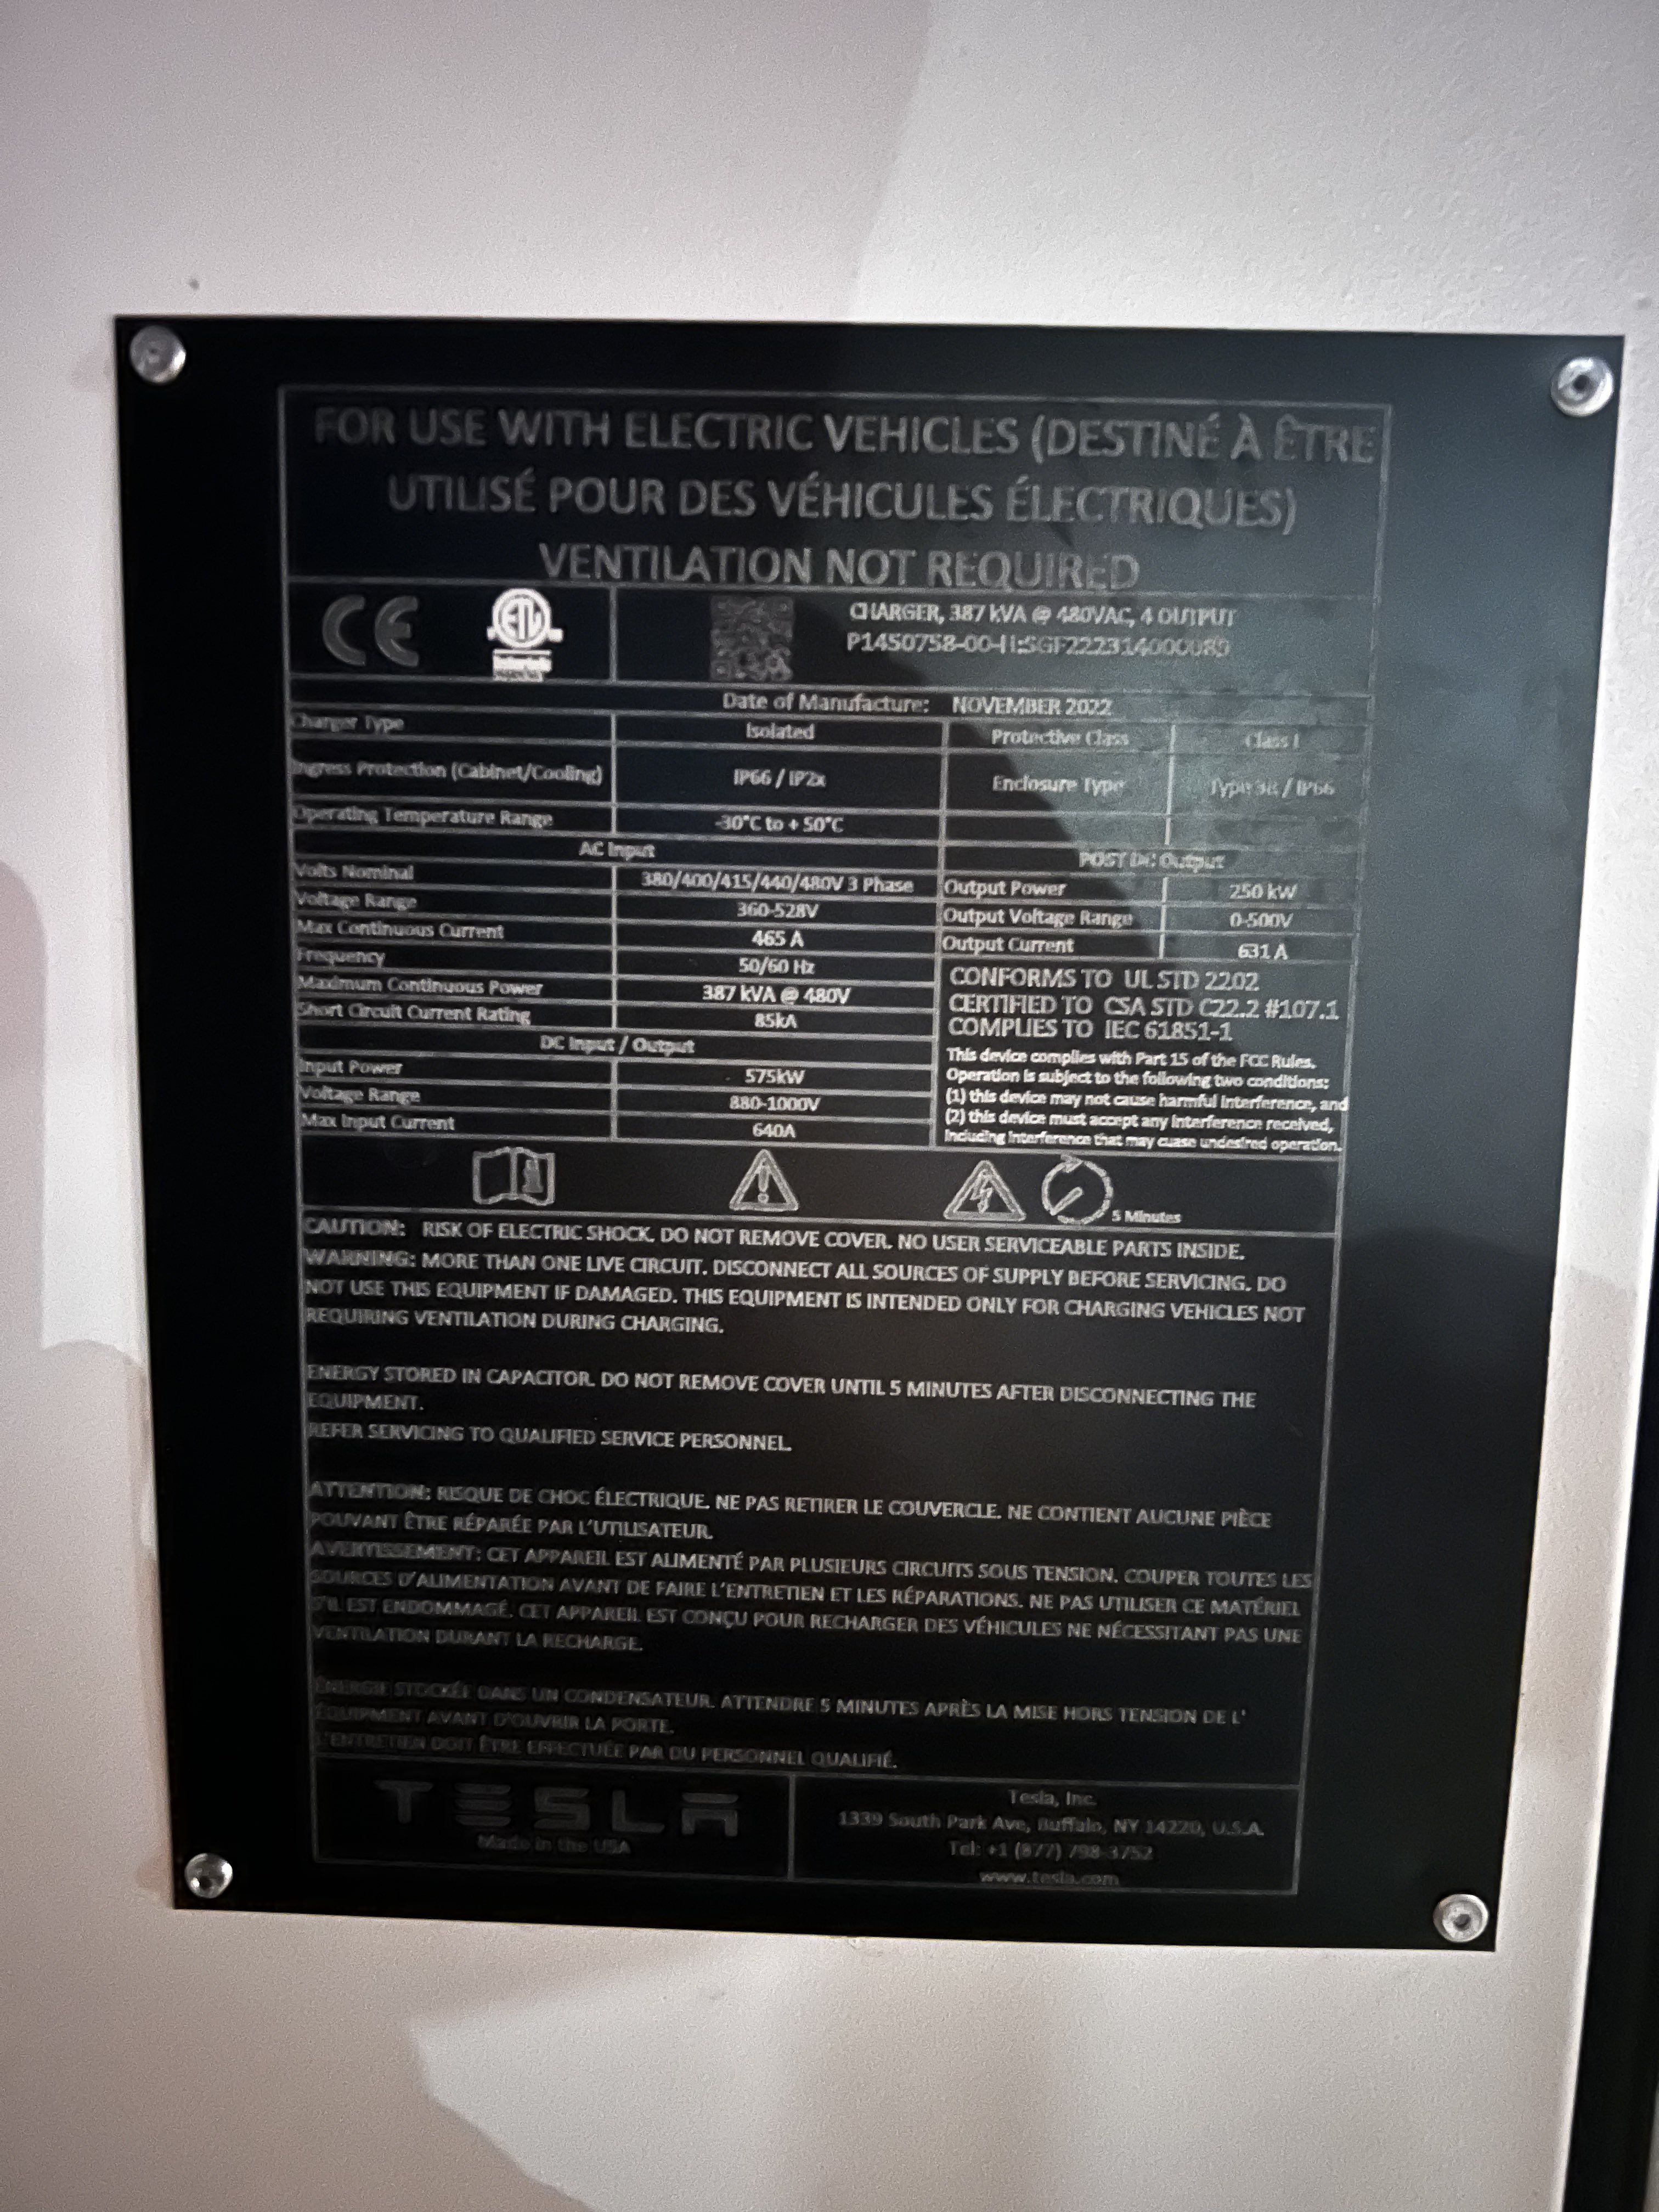 FOR USE WITH ELECTRIC VEHICLES (DESTINÉ À ÊTRE
UTILISÉ POUR DES VÉHICULES ÉLECTRIQUES)
VENTILATION NOT REQUIRED
CE
ETL
Intertek
CHARGER, 387 kVA @ 480VAC, 4 OUTPUT
Date of Manufacture: NOVEMBER 2022
Charger Type Isolated Protective Class Class I
Ingress Protection (Cabinet/Cooling) IP66 / IP2x Enclosure Type Type 3R / IP66
Operating Temperature Range -30°C to + 50°C
AC Input POST DC Output
Volts Nominal 380/400/415/440/480V 3 Phase Output Power 250 kW
Voltage Range 360-528V Output Voltage Range 0-500V
Max Continuous Current 465 A Output Current 631 A
Frequency 50/60 Hz
Maximum Continuous Power 387 kVA @ 480V
Short Circuit Current Rating 85kA
DC Input / Output
Input Power 575kW
Voltage Range 880-1000V
Max Input Current 640A
CONFORMS TO UL STD 2202
CERTIFIED TO CSA STD C22.2 #107.1
COMPLIES TO IEC 61851-1
This device complies with Part 15 of the FCC Rules.
Operation is subject to the following two conditions:
(1) this device may not cause harmful interference, and
(2) this device must accept any interference received,
including interference that may cuase undesired operation.
5 Minutes
CAUTION: RISK OF ELECTRIC SHOCK. DO NOT REMOVE COVER. NO USER SERVICEABLE PARTS INSIDE.
WARNING: MORE THAN ONE LIVE CIRCUIT. DISCONNECT ALL SOURCES OF SUPPLY BEFORE SERVICING. DO
NOT USE THIS EQUIPMENT IF DAMAGED. THIS EQUIPMENT IS INTENDED ONLY FOR CHARGING VEHICLES NOT
REQUIRING VENTILATION DURING CHARGING.
ENERGY STORED IN CAPACITOR. DO NOT REMOVE COVER UNTIL 5 MINUTES AFTER DISCONNECTING THE
EQUIPMENT.
REFER SERVICING TO QUALIFIED SERVICE PERSONNEL.
ATTENTION: RISQUE DE CHOC ÉLECTRIQUE. NE PAS RETIRER LE COUVERCLE. NE CONTIENT AUCUNE PIÈCE
POUVANT ÊTRE RÉPARÉE PAR L'UTILISATEUR.
AVERTISSEMENT: CET APPAREIL EST ALIMENTÉ PAR PLUSIEURS CIRCUITS SOUS TENSION. COUPER TOUTES LES
SOURCES D'ALIMENTATION AVANT DE FAIRE L'ENTRETIEN ET LES RÉPARATIONS. NE PAS UTILISER CE MATÉRIEL
S'IL EST ENDOMMAGÉ. CET APPAREIL EST CONÇU POUR RECHARGER DES VÉHICULES NE NÉCESSITANT PAS UNE
VENTILATION DURANT LA RECHARGE.
ÉNERGIE STOCKÉE DANS UN CONDENSATEUR. ATTENDRE 5 MINUTES APRÈS LA MISE HORS TENSION DE L'
ÉQUIPMENT AVANT D'OUVRIR LA PORTE.
L'ENTRETIEN DOIT ÊTRE EFFECTUÉE PAR DU PERSONNEL QUALIFIÉ.
TESLA
Made in the USA
Tesla, Inc.
1339 South Park Ave, Buffalo, NY 14220, U.S.A.
Tel: +1 (877) 798-3752
www.tesla.com